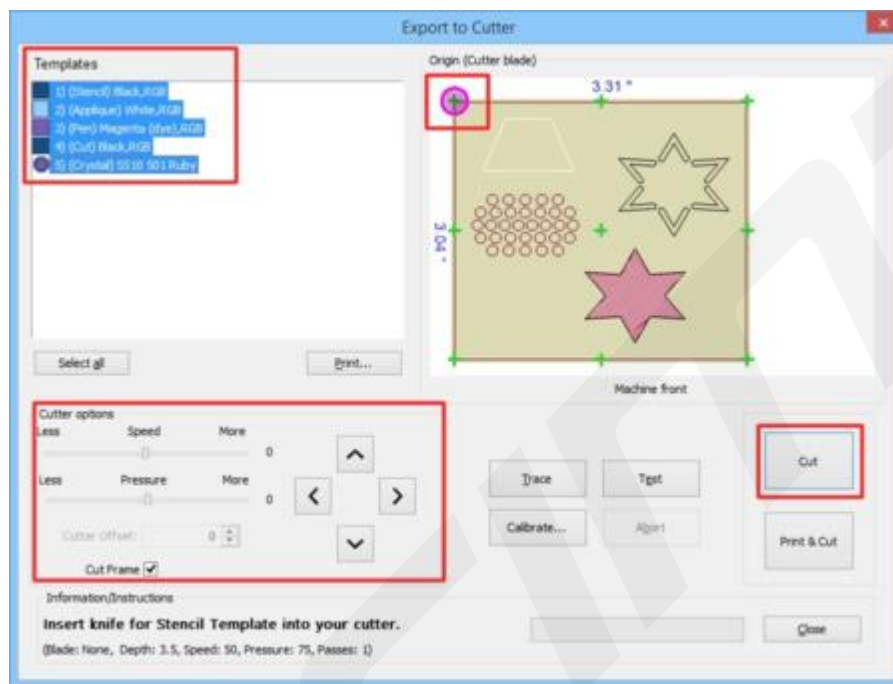 Export to Cutter
Templates
1) (Stencil) Black,RGB
2) (Applique) White,RGB
3) (Pen) Magenta (dye),RGB
4) (Cut) Black,RGB
5) (Crystal) SS10 501 Ruby
Origin (Cutter blade)
3.31 "
3.04 "
Select all
Print...
Machine front
Cutter options
Less Speed More
0
Less Pressure More
0
Cutter Offset: 0
Cut Frame
Trace
Test
Calibrate...
Abort
Cut
Print & Cut
Information/Instructions
Insert knife for Stencil Template into your cutter.
(Blade: None, Depth: 3.5, Speed: 50, Pressure: 75, Passes: 1)
Close